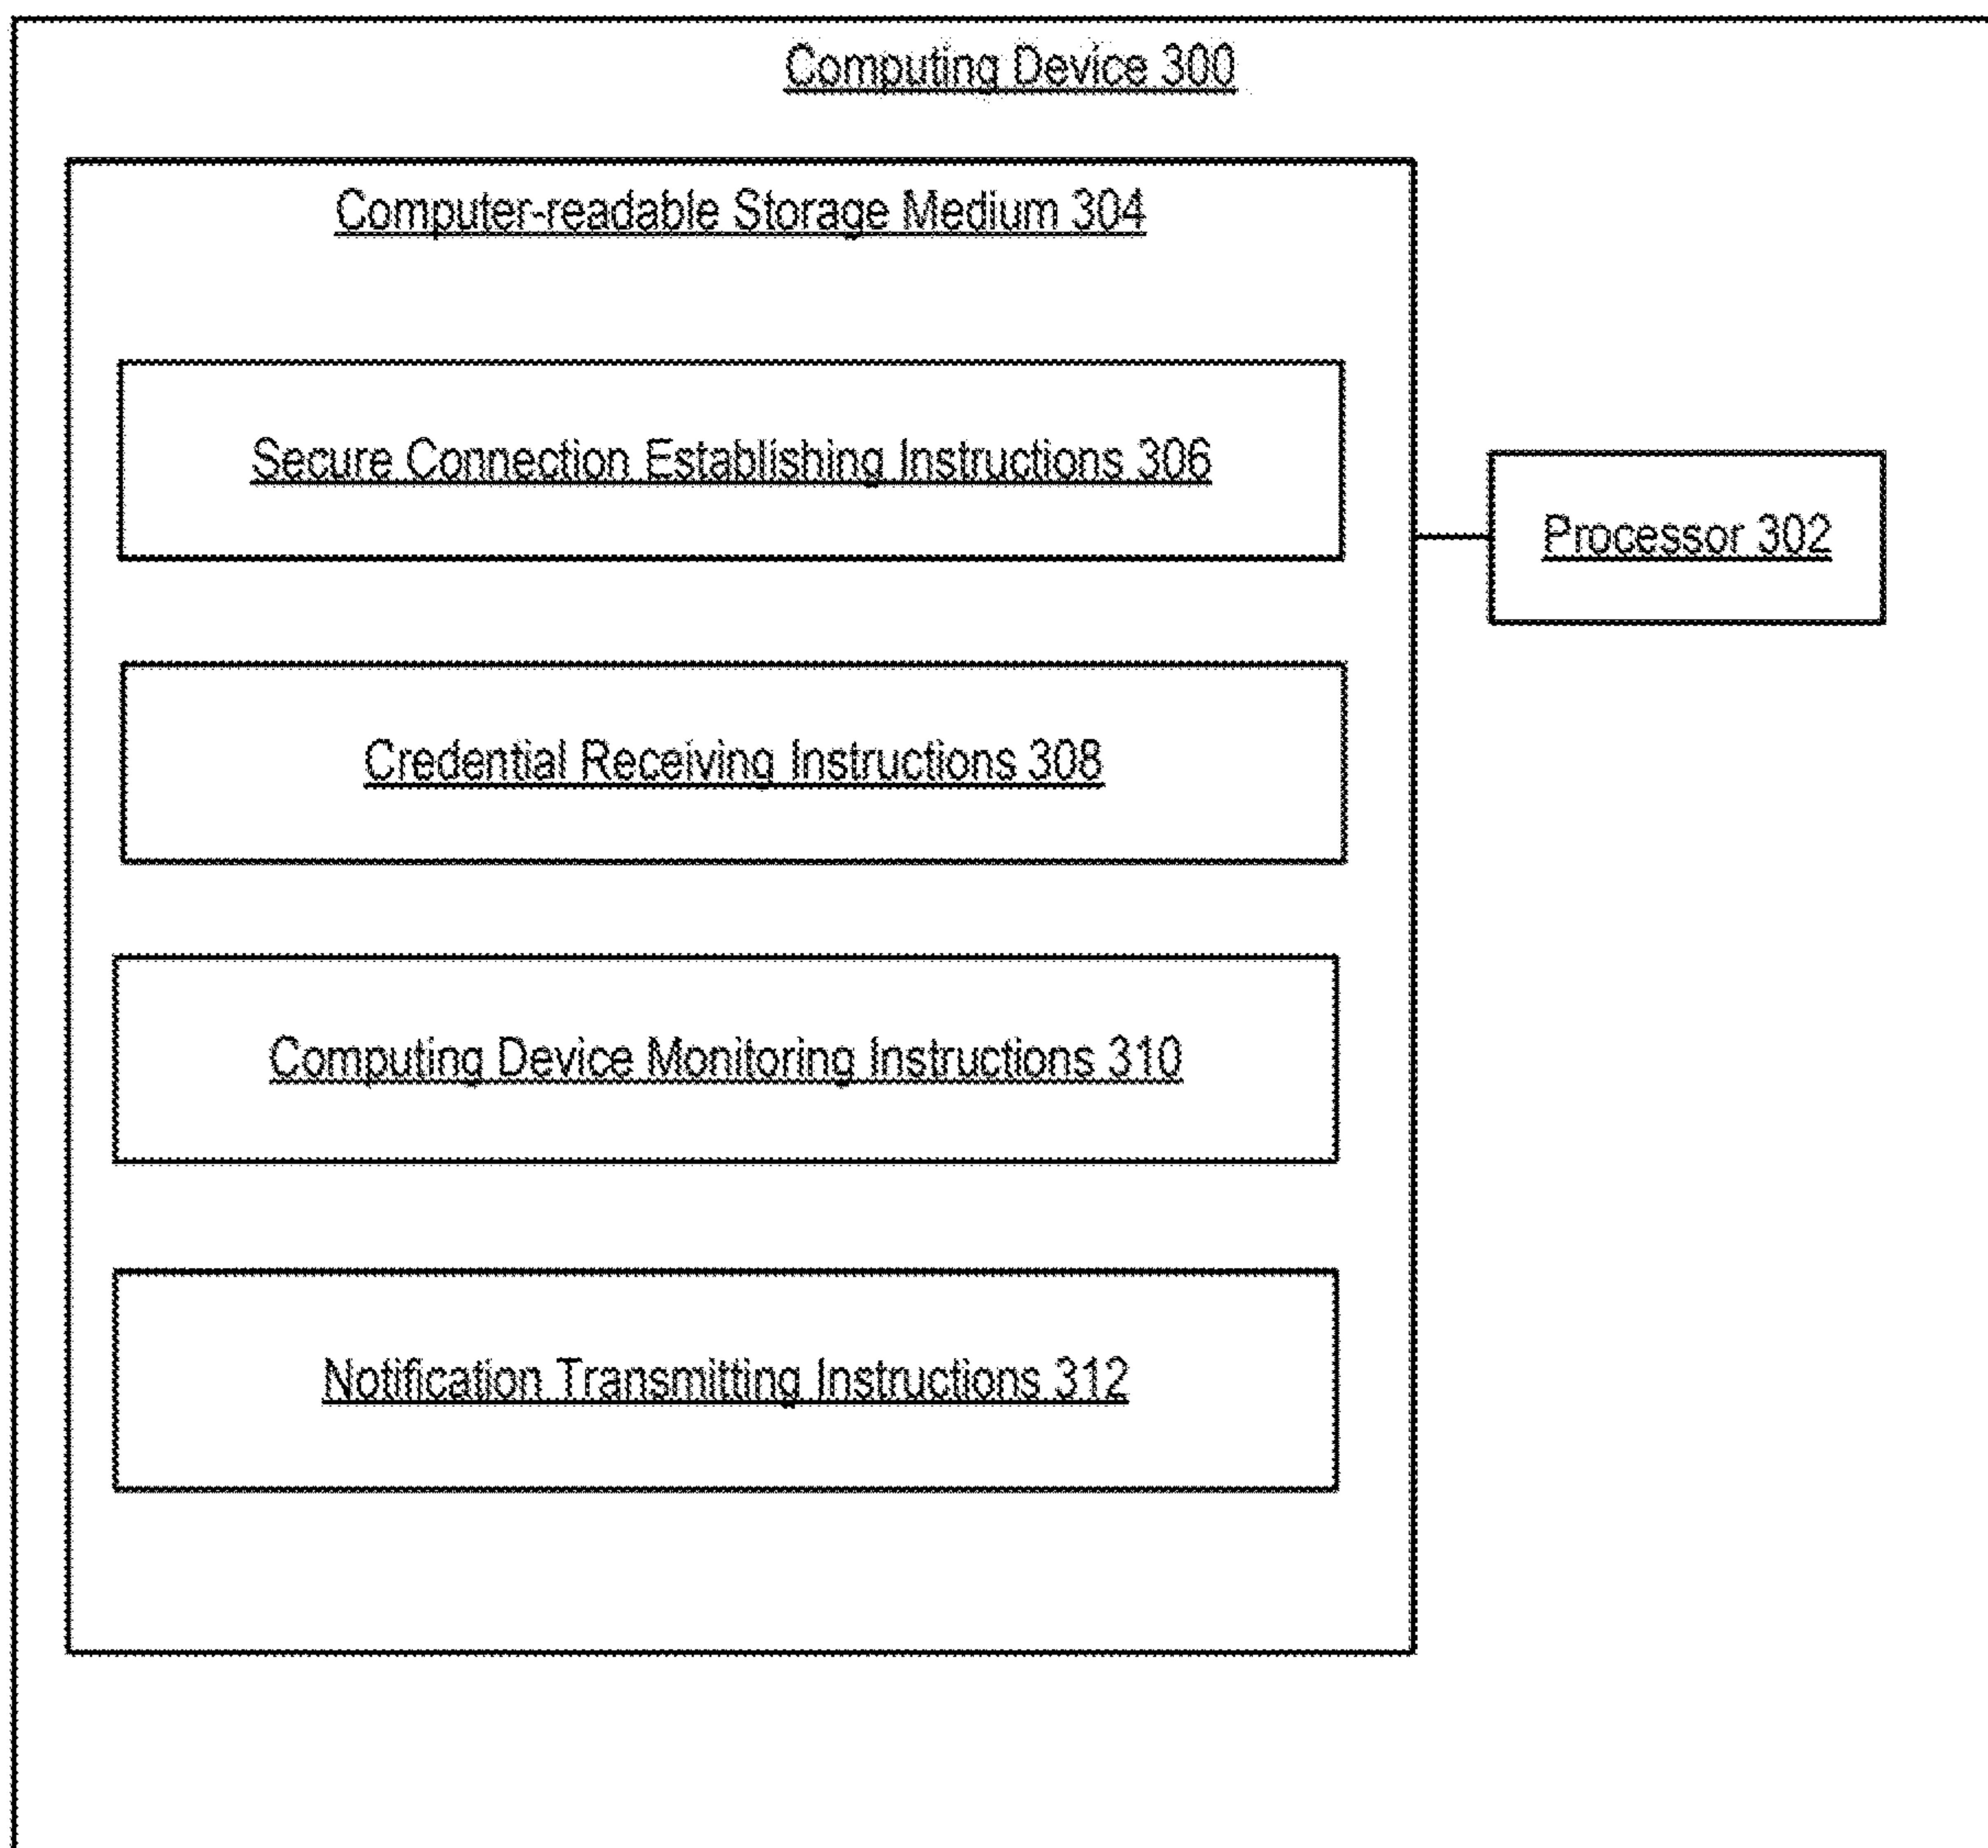 Computing Device 300
Computer-readable Storage Medium 304
Secure Connection Establishing Instructions 306
Processor 302
Credential Receiving Instructions 308
Computing Device Monitoring Instructions 310
Notification Transmitting Instructions 312